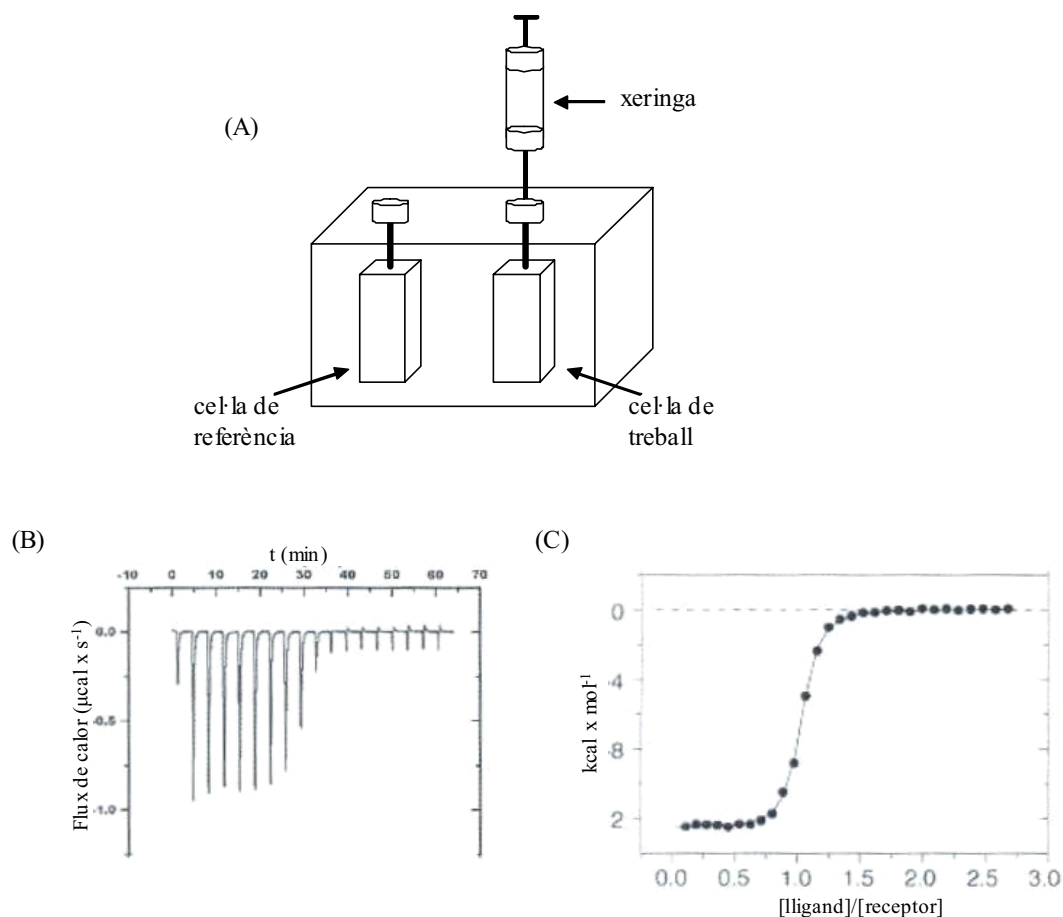 (A)
xeringa
cel·la de
referència
cel·la de
treball
(B)
t (min)
-10 0 10 20 30 40 50 60 70
0.0
-0.5
-1.0
Flux de calor (µcal x s⁻¹)
(C)
0
-4
-8
2
kcal x mol⁻¹
0.0 0.5 1.0 1.5 2.0 2.5 3.0
[lligand]/[receptor]